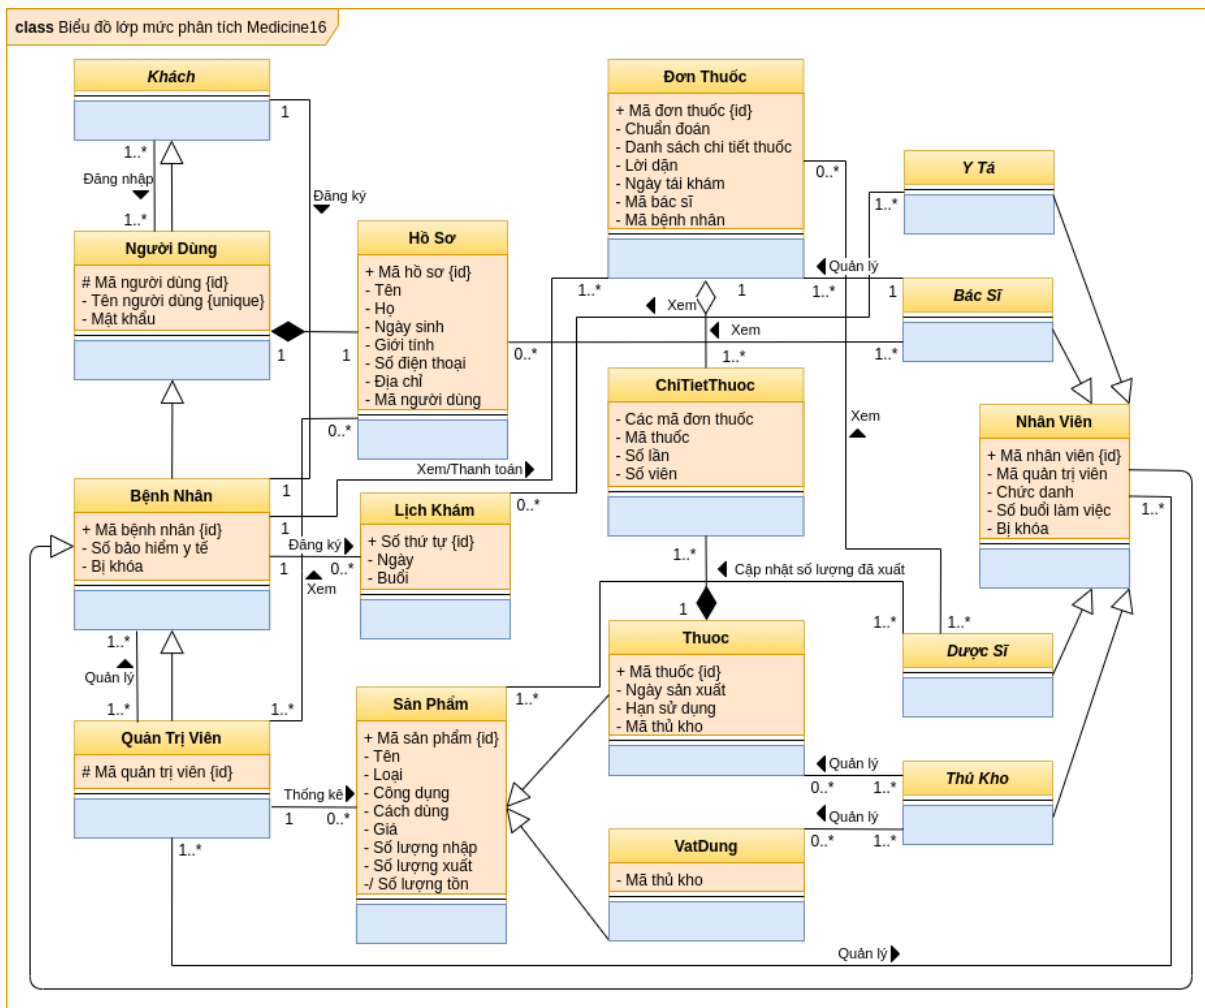 class Biểu đồ lớp mức phân tích Medicine16
Khách
1
1..*
Đăng nhập
1..*
Đăng ký
Người Dùng
# Mã người dùng {id}
- Tên người dùng {unique}
- Mật khẩu
1
1
Hồ Sơ
+ Mã hồ sơ {id}
- Tên
- Họ
- Ngày sinh
- Giới tính
- Số điện thoại
- Địa chỉ
- Mã người dùng
0..*
0..*
Đơn Thuốc
+ Mã đơn thuốc {id}
- Chuẩn đoán
- Danh sách chi tiết thuốc
- Lời dặn
- Ngày tái khám
- Mã bác sĩ
- Mã bệnh nhân
0..*
1..*
1
1..*
Quản lý
1
Xem
Xem
1..*
1..*
Y Tá
1..*
Bác Sĩ
ChiTietThuoc
- Các mã đơn thuốc
- Mã thuốc
- Số lần
- Số viên
1..*
Xem
Nhân Viên
+ Mã nhân viên {id}
- Mã quản trị viên
- Chức danh
- Số buổi làm việc
- Bị khóa
1..*
Xem/Thanh toán
Bệnh Nhân
+ Mã bệnh nhân {id}
- Số bảo hiểm y tế
- Bị khóa
1
1
Đăng ký
1
0..*
Xem
Lịch Khám
+ Số thứ tự {id}
- Ngày
- Buổi
0..*
Cập nhật số lượng đã xuất
1
1..*
1..*
Dược Sĩ
1..*
Quản lý
1..*
1..*
Quản Trị Viên
# Mã quản trị viên {id}
Thống kê
1
0..*
1..*
Sản Phẩm
+ Mã sản phẩm {id}
- Tên
- Loại
- Công dụng
- Cách dùng
- Giá
- Số lượng nhập
- Số lượng xuất
-/ Số lượng tồn
1..*
Thuoc
+ Mã thuốc {id}
- Ngày sản xuất
- Hạn sử dụng
- Mã thủ kho
Quản lý
0..*
1..*
Thủ Kho
Quản lý
0..*
1..*
VatDung
- Mã thủ kho
Quản lý